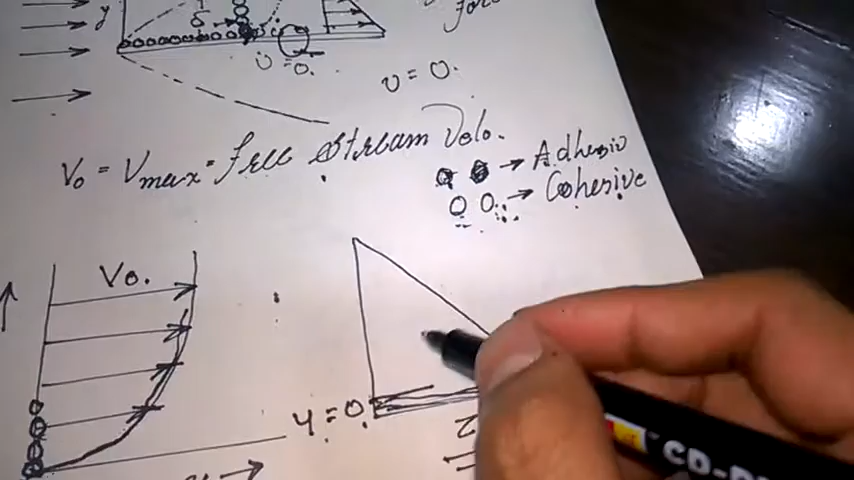 y
δ
υ = 0.
υ = 0.
V₀ = Vmax = free Stream Velo.
→ Adhesio
→ Cohesive
V₀.
y = 0
CD-